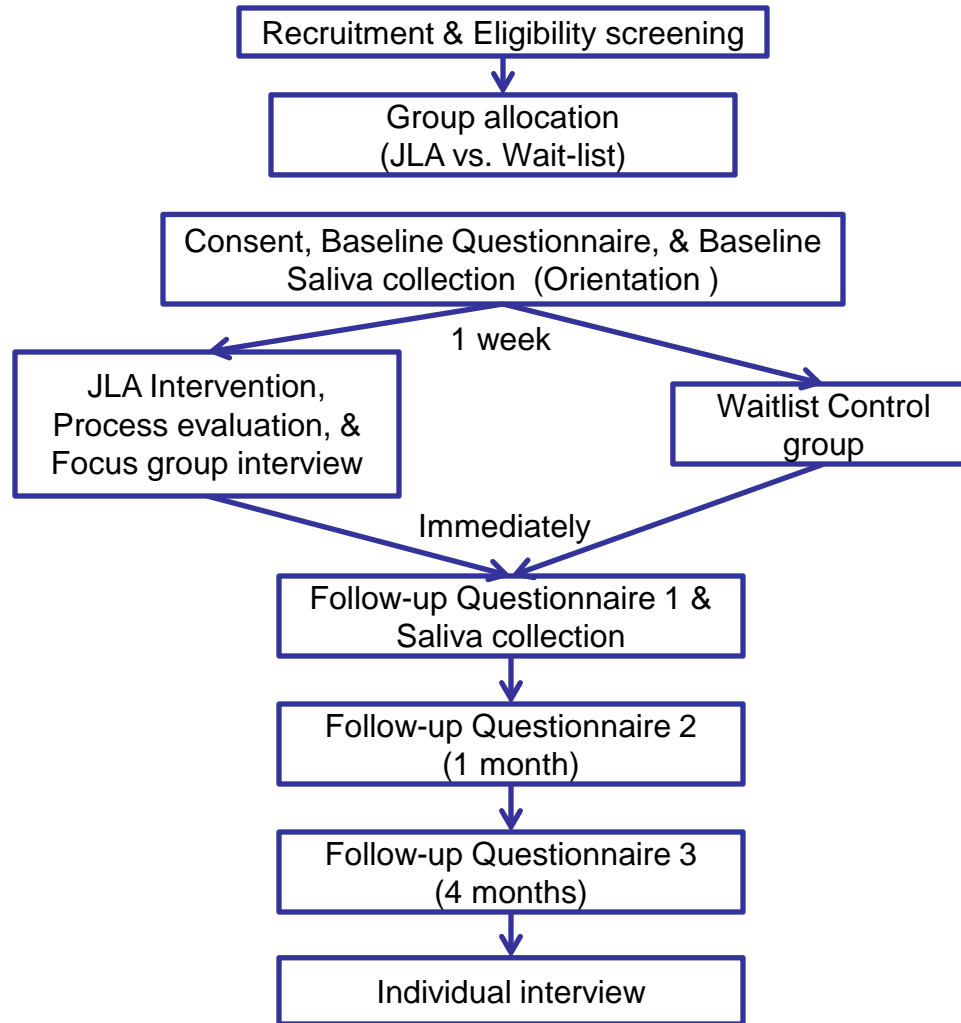 Recruitment & Eligibility screening
Group allocation
(JLA vs. Wait-list)
Consent, Baseline Questionnaire, & Baseline
Saliva collection (Orientation )
1 week
JLA Intervention,
Process evaluation, &
Focus group interview
Waitlist Control
group
Immediately
Follow-up Questionnaire 1 &
Saliva collection
Follow-up Questionnaire 2
(1 month)
Follow-up Questionnaire 3
(4 months)
Individual interview